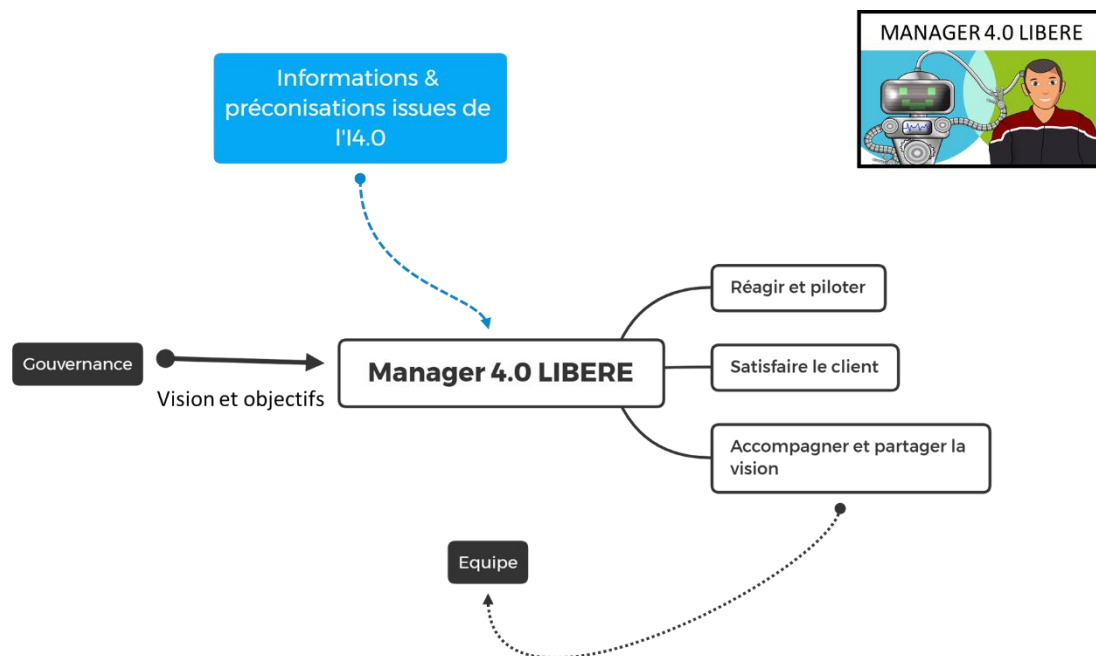 MANAGER 4.0 LIBERE
Informations &
préconisations issues de
l'I4.0
Réagir et piloter
Gouvernance
Vision et objectifs
Manager 4.0 LIBERE
Satisfaire le client
Accompagner et partager la
vision
Equipe